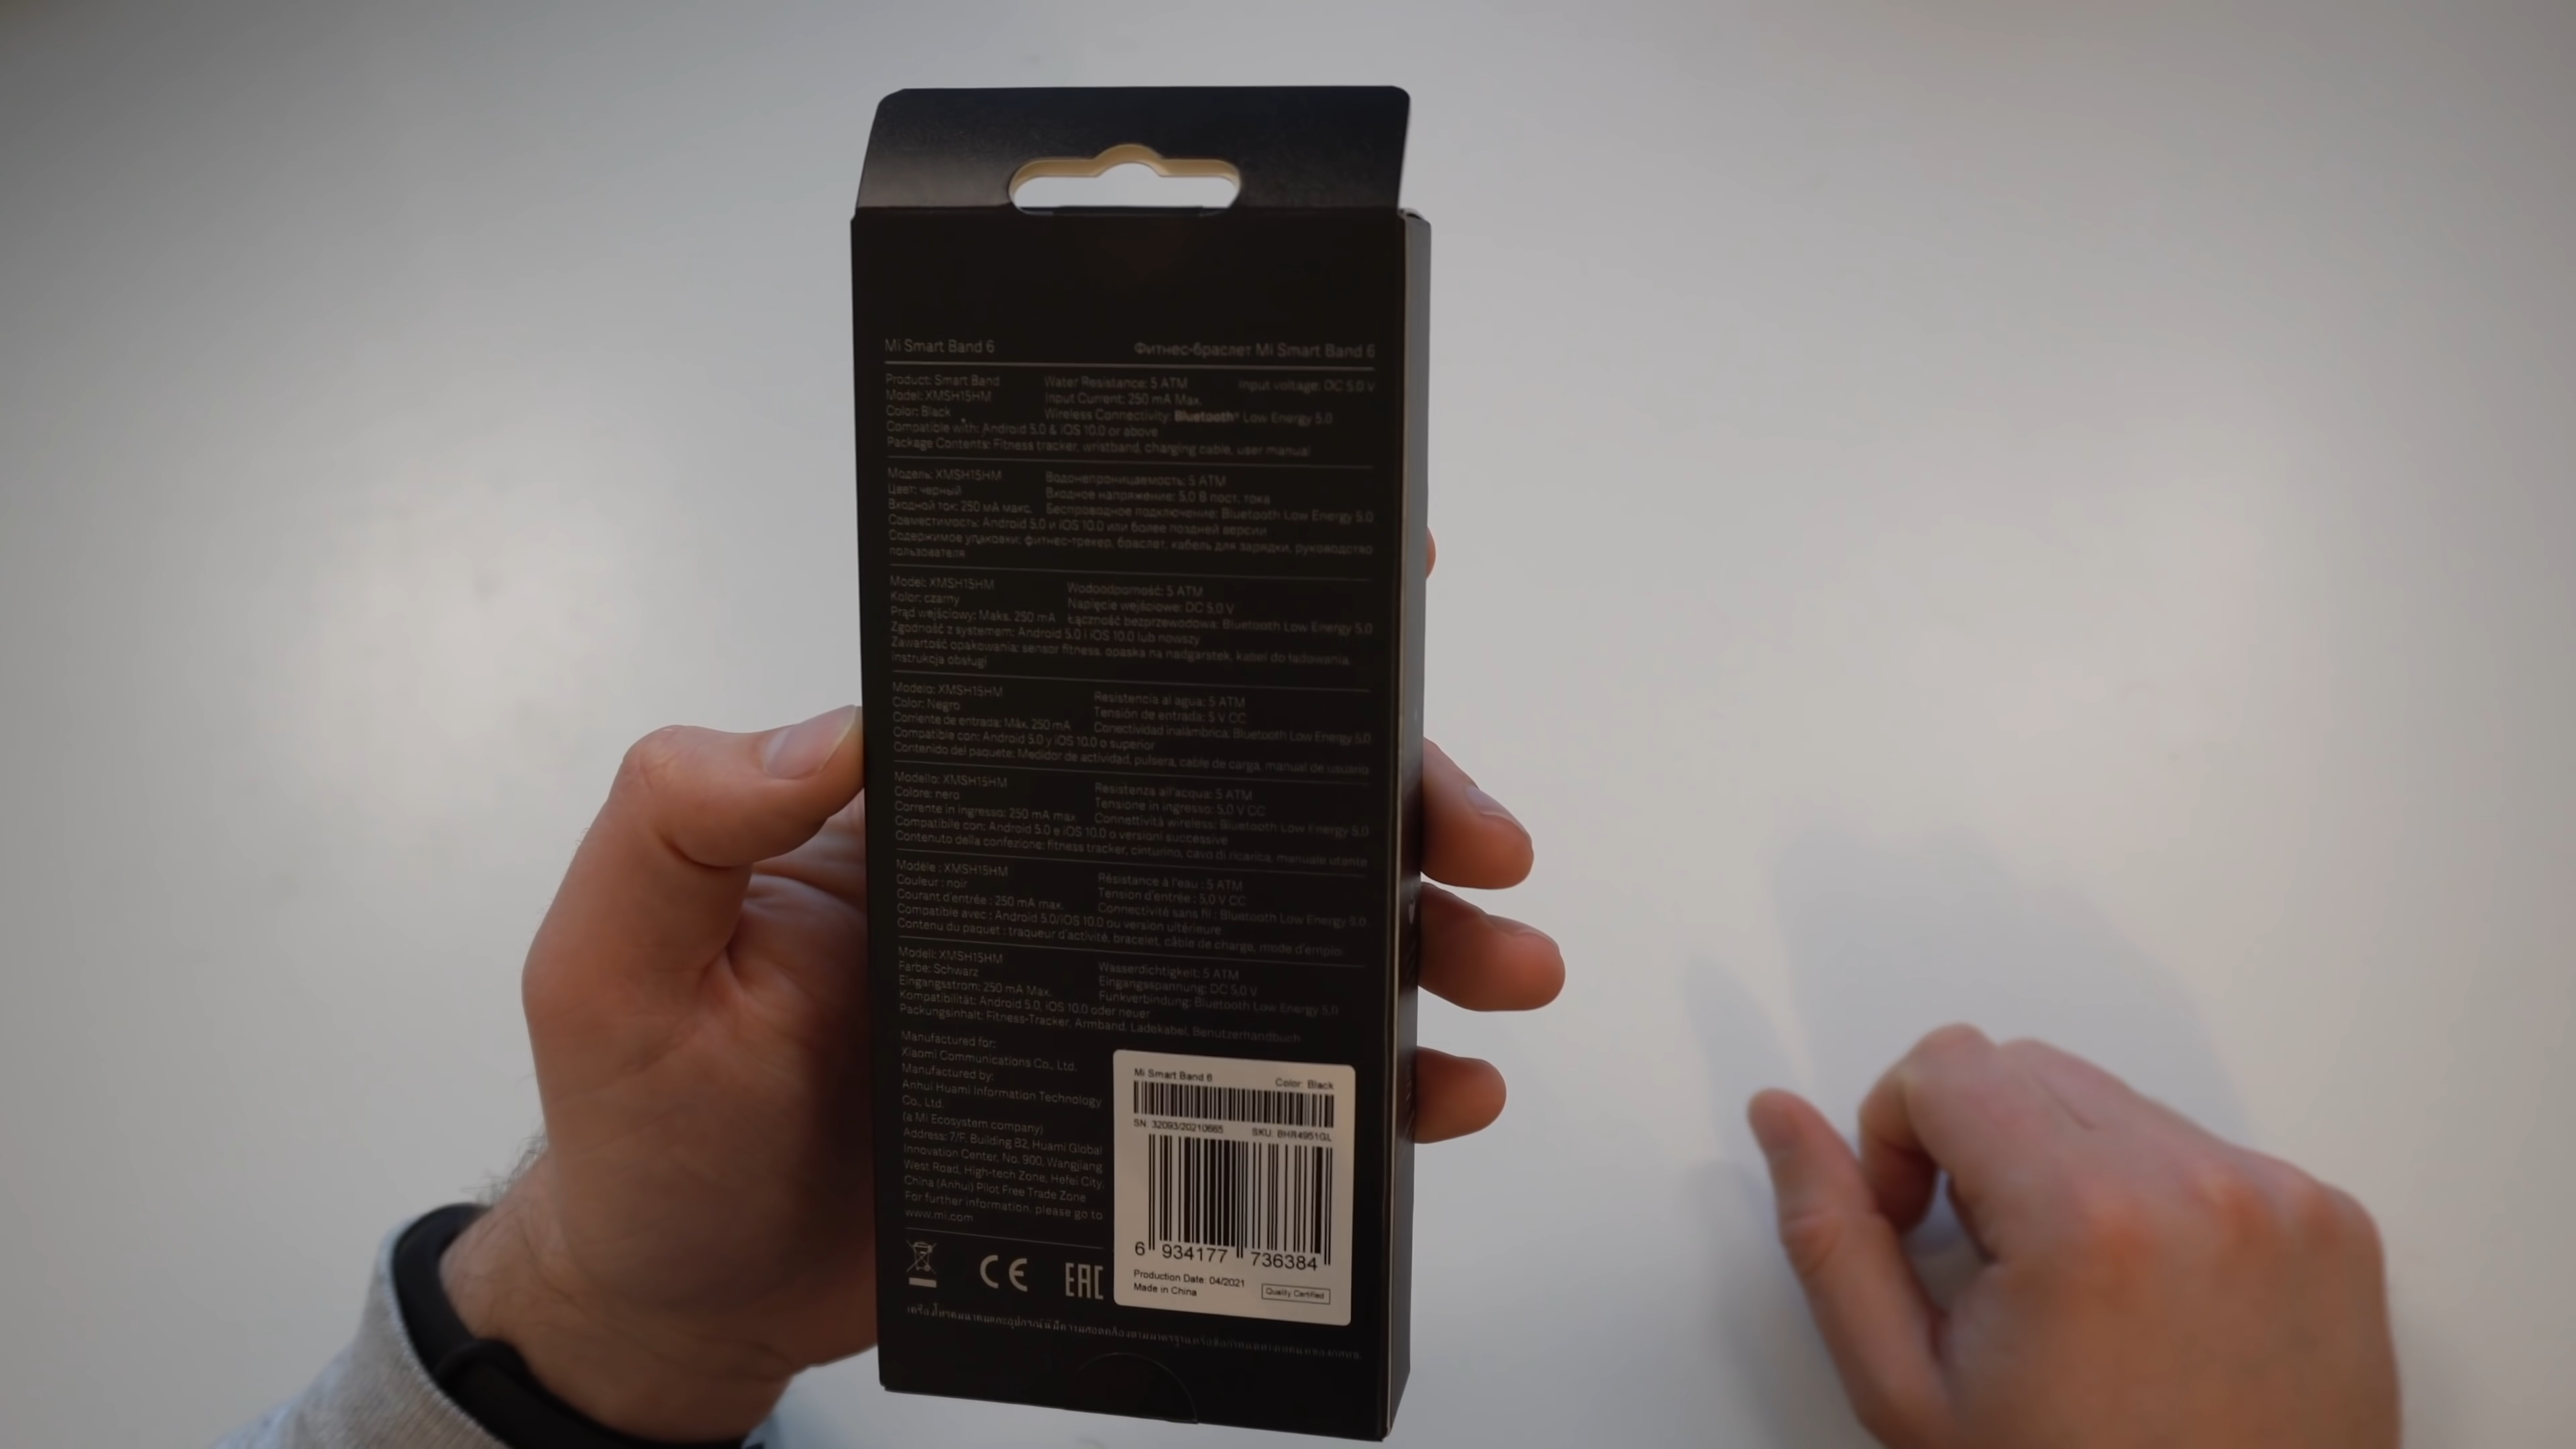 Mi Smart Band 6
Фитнес-браслет Mi Smart Band 6
Product: Smart Band
Water Resistance: 5 ATM
Input voltage: DC 5.0 V
Model: XMSH15HM
Input Current: 250 mA Max.
Color: Black
Wireless Connectivity: Bluetooth® Low Energy 5.0
Compatible with: Android 5.0 & iOS 10.0 or above
Package Contents: Fitness tracker, wristband, charging cable, user manual
Модель: XMSH15HM
Водонепроницаемость: 5 ATM
Цвет: черный
Входное напряжение: 5.0 В пост. тока
Входной ток: 250 мА макс.
Беспроводное подключение: Bluetooth Low Energy 5.0
Совместимость: Android 5.0 и iOS 10.0 или более поздней версии
Содержимое упаковки: фитнес-трекер, браслет, кабель для зарядки, руководство
пользователя
Model: XMSH15HM
Wodoodporność: 5 ATM
Kolor: czarny
Napięcie wejściowe: DC 5.0 V
Prąd wejściowy: Maks. 250 mA
Łączność bezprzewodowa: Bluetooth Low Energy 5.0
Zgodność z systemem: Android 5.0 i iOS 10.0 lub nowszy
Zawartość opakowania: sensor fitness, opaska na nadgarstek, kabel do ładowania,
instrukcja obsługi
Modelo: XMSH15HM
Resistencia al agua: 5 ATM
Color: Negro
Tensión de entrada: 5 V CC
Corriente de entrada: Máx. 250 mA
Conectividad inalámbrica: Bluetooth Low Energy 5.0
Compatible con: Android 5.0 y iOS 10.0 o superior
Contenido del paquete: Medidor de actividad, pulsera, cable de carga, manual de usuario
Modello: XMSH15HM
Resistenza all'acqua: 5 ATM
Colore: nero
Tensione in ingresso: 5,0 V CC
Corrente in ingresso: 250 mA max
Connettività wireless: Bluetooth Low Energy 5.0
Compatibile con: Android 5.0 e iOS 10.0 o versioni successive
Contenuto della confezione: fitness tracker, cinturino, cavo di ricarica, manuale utente
Modèle : XMSH15HM
Résistance à l'eau : 5 ATM
Couleur : noir
Tension d'entrée : 5,0 V CC
Courant d'entrée : 250 mA max.
Connectivité sans fil : Bluetooth Low Energy 5.0
Compatible avec : Android 5.0/iOS 10.0 ou version ultérieure
Contenu du paquet : traqueur d'activité, bracelet, câble de charge, mode d'emploi
Modell: XMSH15HM
Wasserdichtigkeit: 5 ATM
Farbe: Schwarz
Eingangsspannung: DC 5.0 V
Eingangsstrom: 250 mA Max.
Funkverbindung: Bluetooth Low Energy 5.0
Kompatibilität: Android 5.0, iOS 10.0 oder neuer
Packungsinhalt: Fitness-Tracker, Armband, Ladekabel, Benutzerhandbuch
Manufactured for:
Xiaomi Communications Co., Ltd.
Manufactured by:
Anhui Huami Information Technology
Co., Ltd.
(a Mi Ecosystem company)
Address: 7/F, Building B2, Huami Global
Innovation Center, No. 900, Wangjiang
West Road, High-tech Zone, Hefei City,
China (Anhui) Pilot Free Trade Zone
For further information, please go to
www.mi.com
CE EAC
Mi Smart Band 6
Color: Black
SN: 32093/20210665
SKU: BHR4951GL
6 934177 736384
Production Date: 04/2021
Made in China
Quality Certified